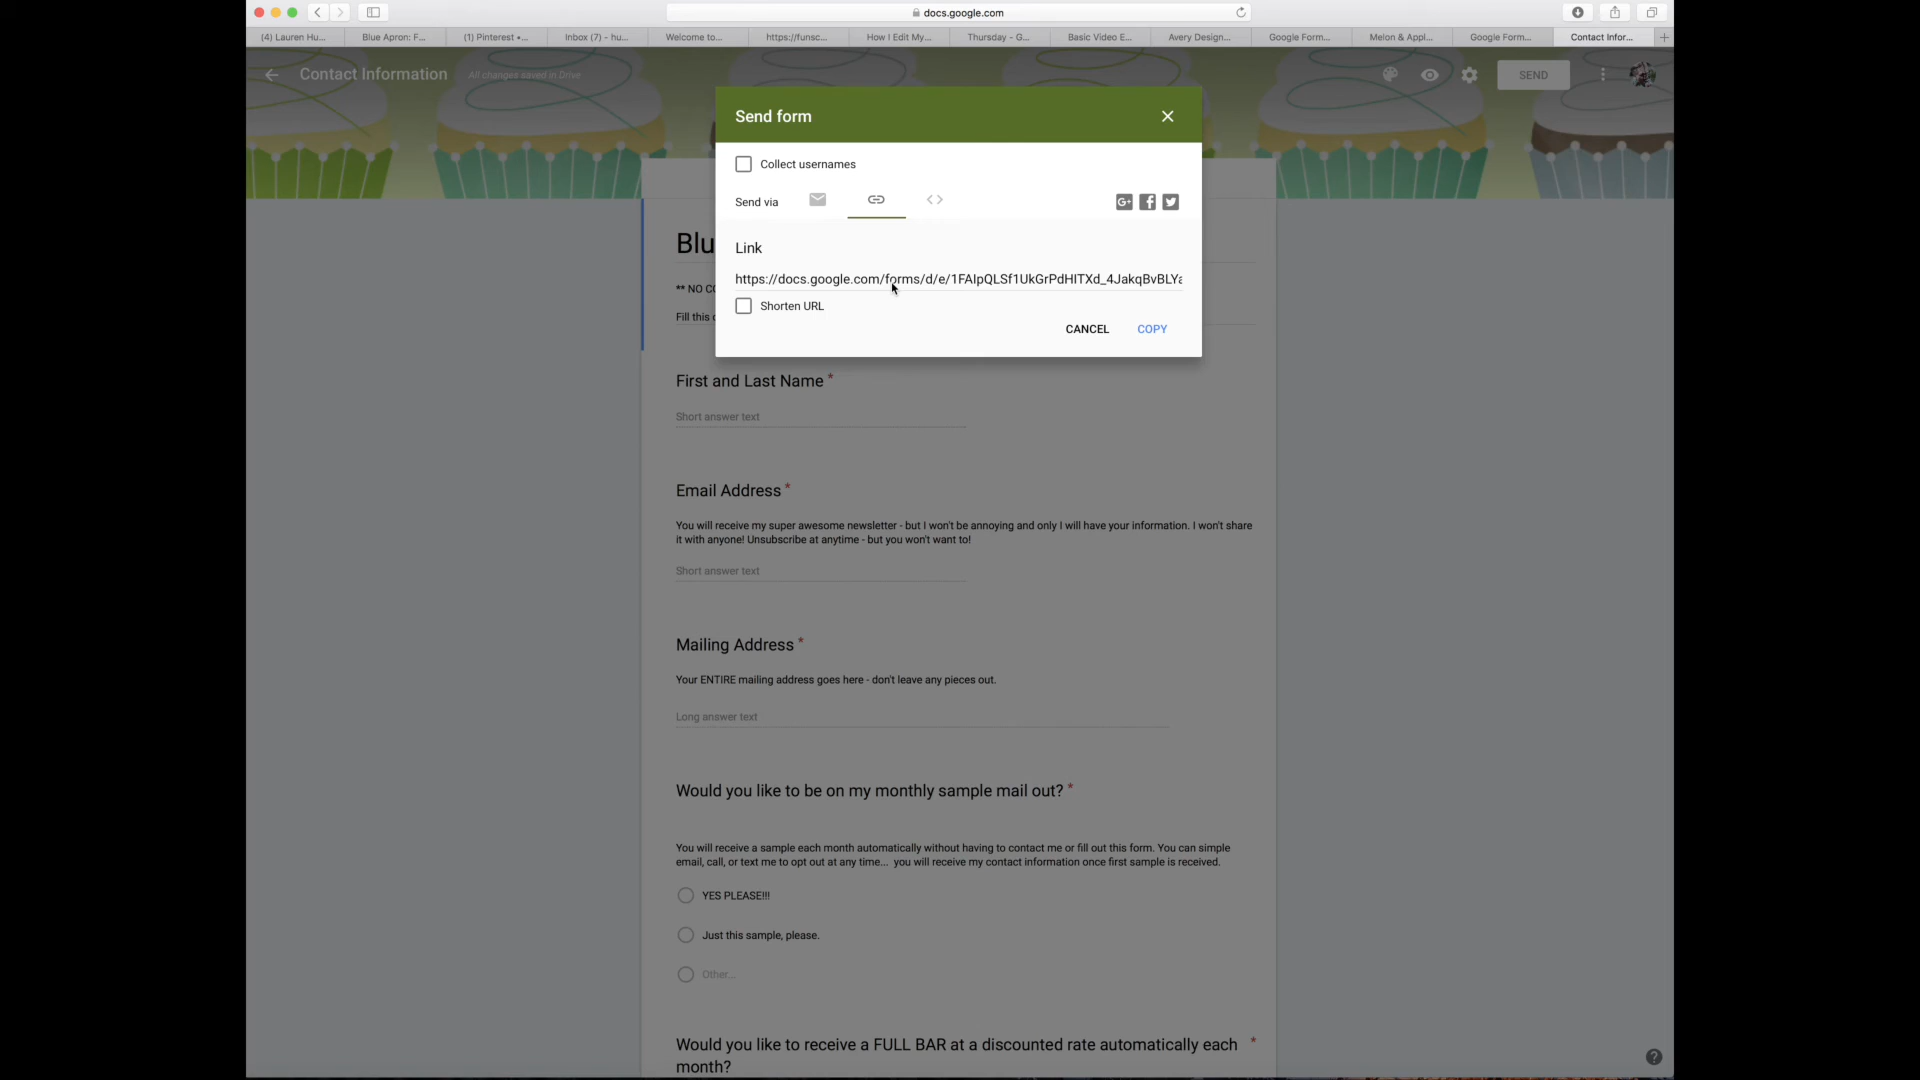 docs.google.com
(4) Lauren Hu...
Blue Apron: F...
(1) Pinterest •...
Inbox (7) - hu...
Welcome to...
https://funsc...
How I Edit My...
Thursday - G...
Basic Video E...
Avery Design...
Google Form...
Melon & Appl...
Google Form...
Contact Infor...
Contact Information
All changes saved in Drive
SEND
Send form
Collect usernames
Send via
G+
Link
https://docs.google.com/forms/d/e/1FAIpQLSf1UkGrPdHITXd_4JakqBvBLYa
Shorten URL
CANCEL
COPY
Blu
** NO CO
Fill this o
First and Last Name *
Short answer text
Email Address *
You will receive my super awesome newsletter - but I won't be annoying and only I will have your information. I won't share
it with anyone! Unsubscribe at anytime - but you won't want to!
Short answer text
Mailing Address *
Your ENTIRE mailing address goes here - don't leave any pieces out.
Long answer text
Would you like to be on my monthly sample mail out? *
You will receive a sample each month automatically without having to contact me or fill out this form. You can simple
email, call, or text me to opt out at any time... you will receive my contact information once first sample is received.
YES PLEASE!!!
Just this sample, please.
Other...
Would you like to receive a FULL BAR at a discounted rate automatically each *
month?